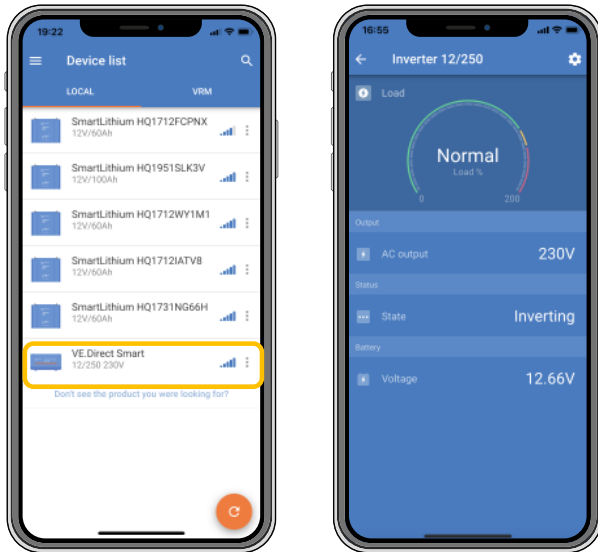 19:22
Device list
LOCAL VRM
SmartLithium HQ1712FCPNX
12V/60Ah
SmartLithium HQ1951SLK3V
12V/100Ah
SmartLithium HQ1712WY1M1
12V/60Ah
SmartLithium HQ1712IATV8
12V/60Ah
SmartLithium HQ1731NG66H
12V/60Ah
VE.Direct Smart
12/250 230V
Don't see the product you were looking for?
16:55
Inverter 12/250
Load
Normal
Load %
0 200
Output
AC output 230V
Status
State Inverting
Battery
Voltage 12.66V